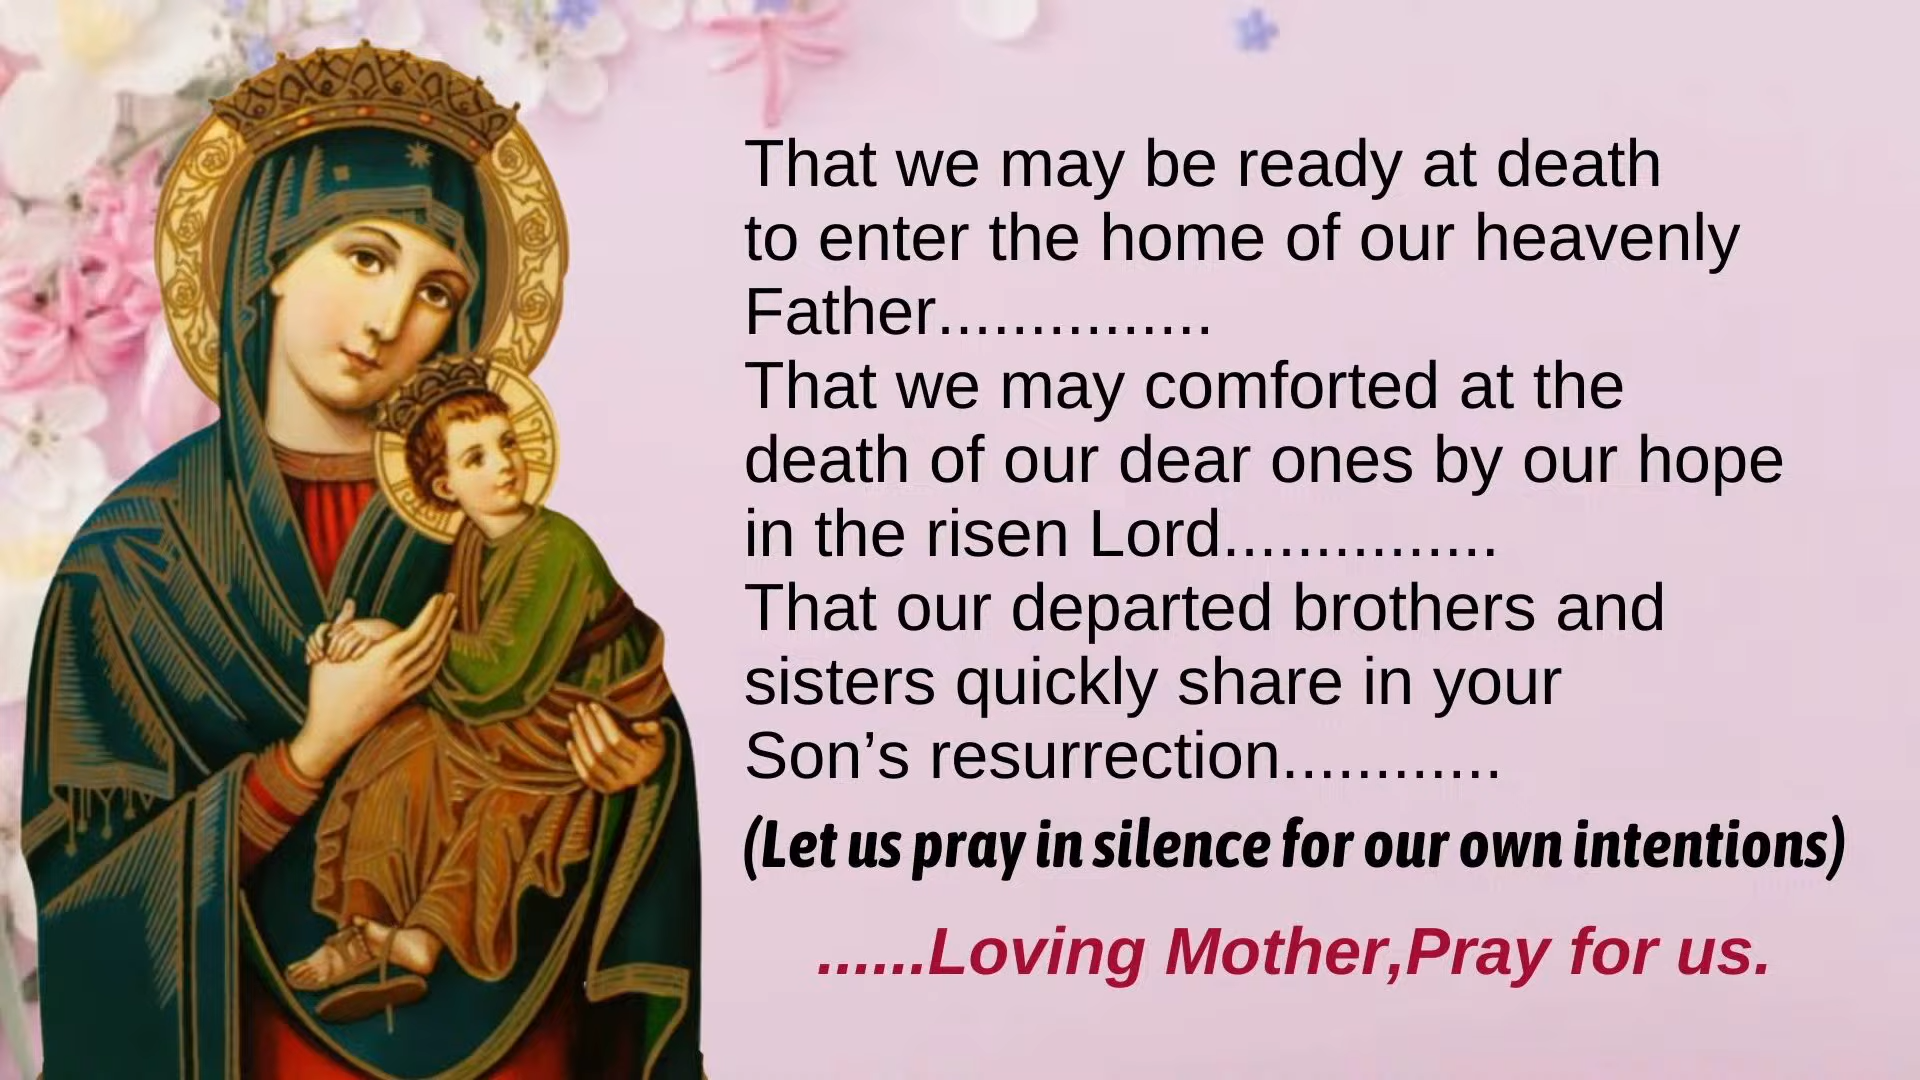 That we may be ready at death
to enter the home of our heavenly
Father...............
That we may comforted at the
death of our dear ones by our hope
in the risen Lord...............
That our departed brothers and
sisters quickly share in your
Son’s resurrection............
(Let us pray in silence for our own intentions)
......Loving Mother,Pray for us.